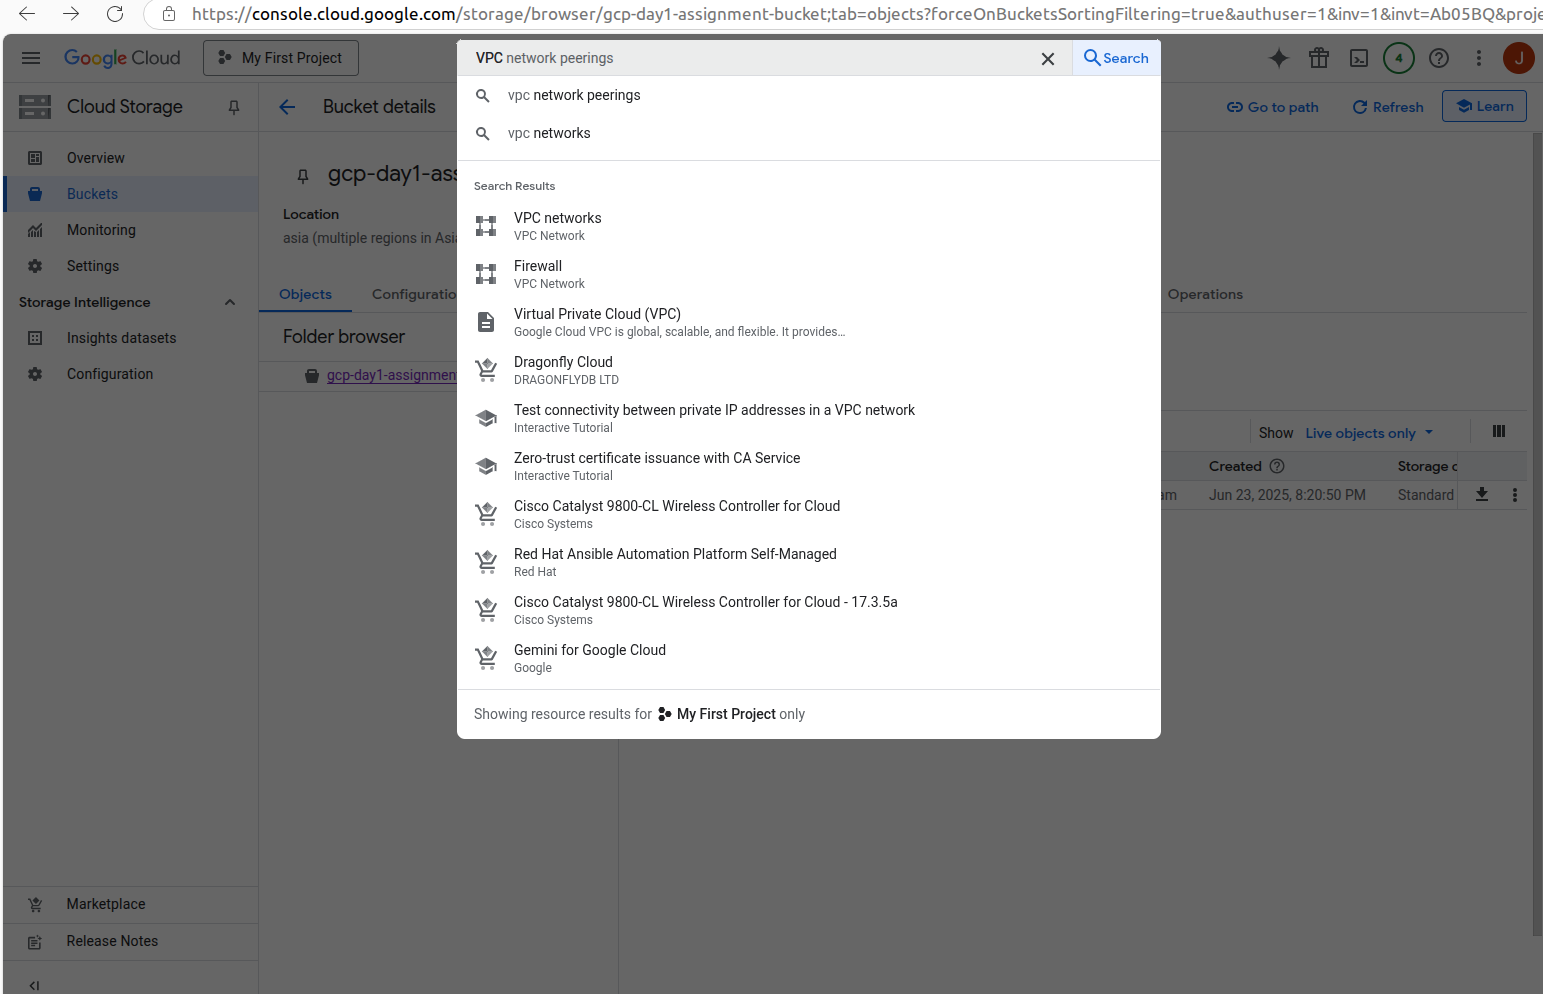 https://console.cloud.google.com/storage/browser/gcp-day1-assignment-bucket;tab=objects?forceOnBucketsSortingFiltering=true&authuser=1&inv=1&invt=Ab05BQ&proje
Google Cloud
My First Project
VPC network peerings
Search
4
J
Cloud Storage
Bucket details
Go to path
Refresh
Learn
vpc network peerings
vpc networks
Overview
Buckets
Monitoring
Settings
Storage Intelligence
Insights datasets
Configuration
Marketplace
Release Notes
gcp-day1-ass
Location
asia (multiple regions in Asia
Objects
Configuratio
Operations
Folder browser
gcp-day1-assignmen
Search Results
VPC networks
VPC Network
Firewall
VPC Network
Virtual Private Cloud (VPC)
Google Cloud VPC is global, scalable, and flexible. It provides...
Dragonfly Cloud
DRAGONFLYDB LTD
Test connectivity between private IP addresses in a VPC network
Interactive Tutorial
Zero-trust certificate issuance with CA Service
Interactive Tutorial
Cisco Catalyst 9800-CL Wireless Controller for Cloud
Cisco Systems
Red Hat Ansible Automation Platform Self-Managed
Red Hat
Cisco Catalyst 9800-CL Wireless Controller for Cloud - 17.3.5a
Cisco Systems
Gemini for Google Cloud
Google
Showing resource results for My First Project only
Show Live objects only
Created
Storage c
am
Jun 23, 2025, 8:20:50 PM
Standard